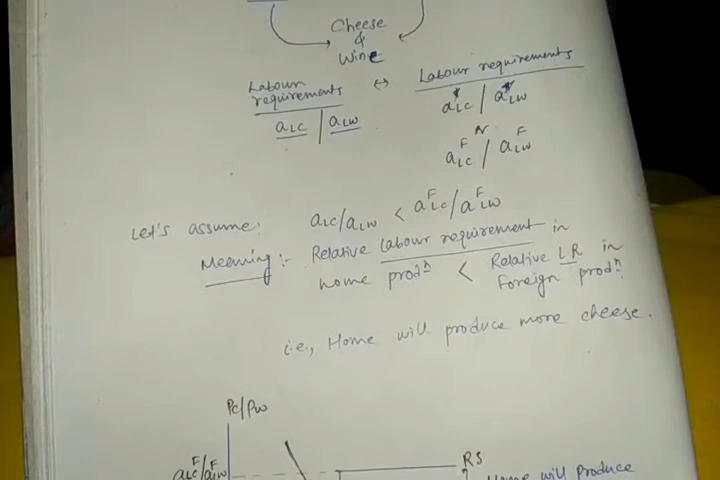 Cheese
&
Wine
Labour requirements ↔ Labour requirements
aLC | aLW
a*LC / a*LW
aFLC / aFLW
Let's assume: aLC/aLW < aFLC/aFLW
Meaning:- Relative labour requirement in
home prodn < Relative LR in
Foreign prodn.
i.e., Home will produce more cheese.
Pc/Pw
aFLC/aFLW
RS
Home will produce